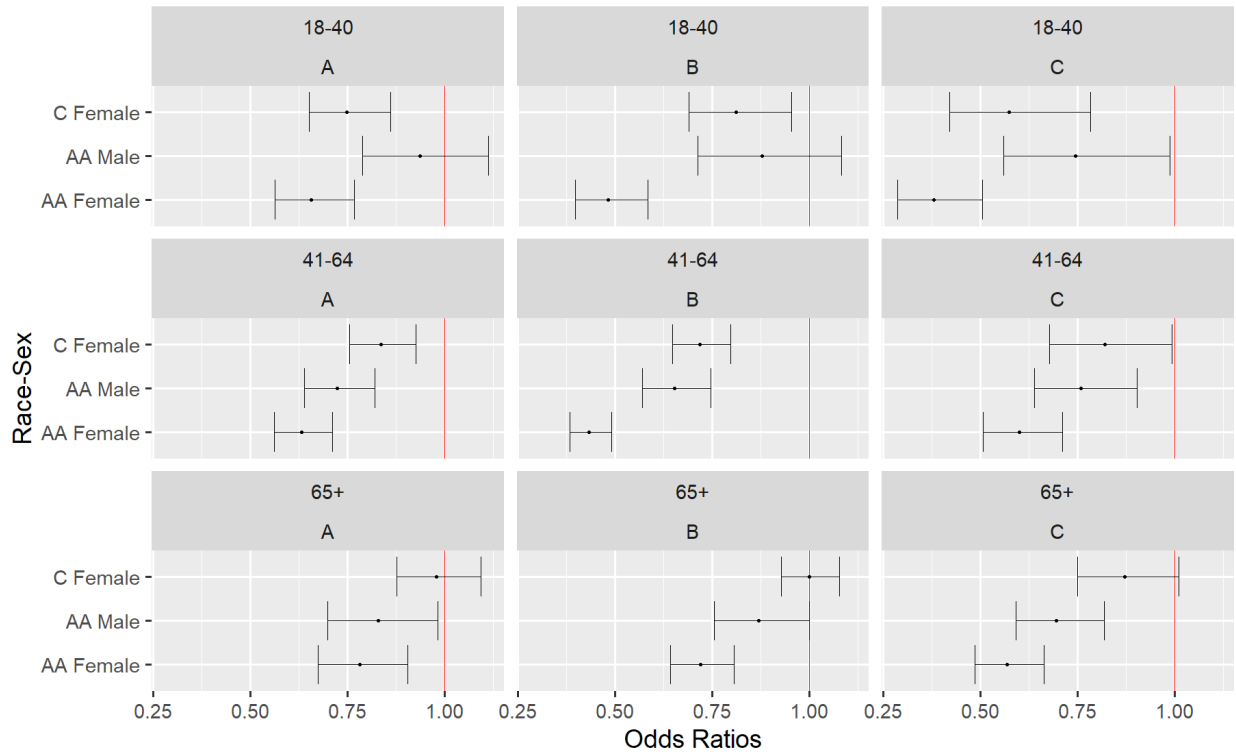 18-40 18-40 18-40
A B C
C Female
AA Male
AA Female
41-64 41-64 41-64
A B C
C Female
AA Male
AA Female
65+ 65+ 65+
A B C
C Female
AA Male
AA Female
0.25 0.50 0.75 1.00 0.25 0.50 0.75 1.00 0.25 0.50 0.75 1.00
Odds Ratios
Race-Sex